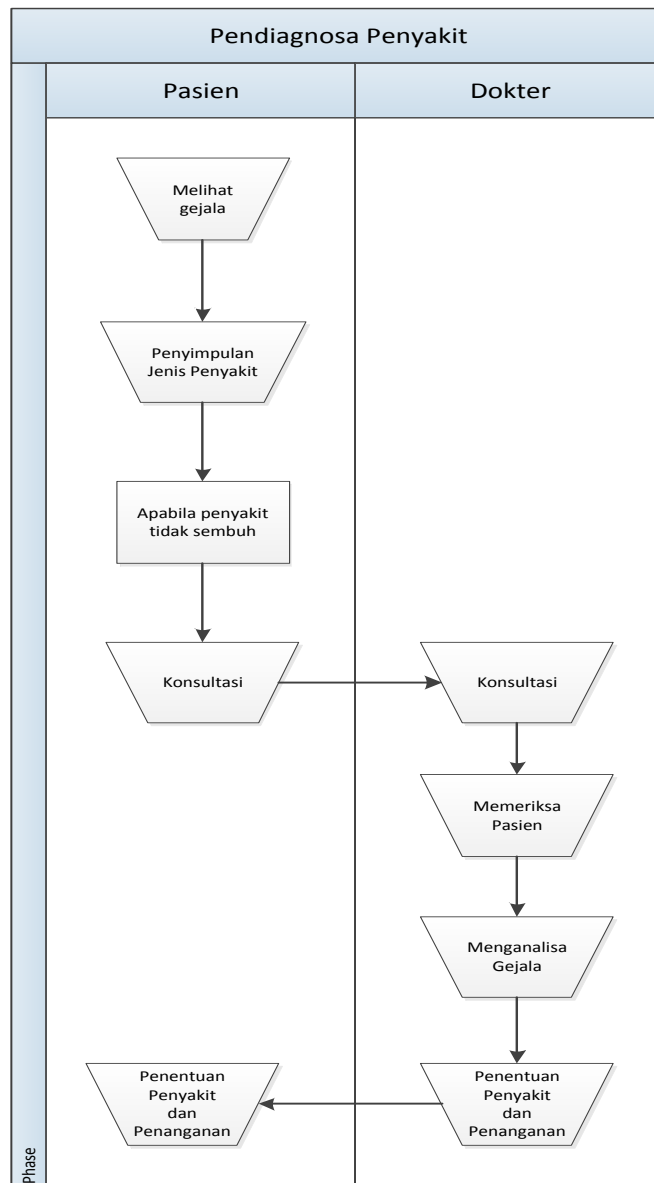 Pendiagnosa Penyakit
Pasien
Dokter
Melihat
gejala
Penyimpulan
Jenis Penyakit
Apabila penyakit
tidak sembuh
Konsultasi
Konsultasi
Memeriksa
Pasien
Menganalisa
Gejala
Penentuan
Penyakit
dan
Penanganan
Penentuan
Penyakit
dan
Penanganan
Phase